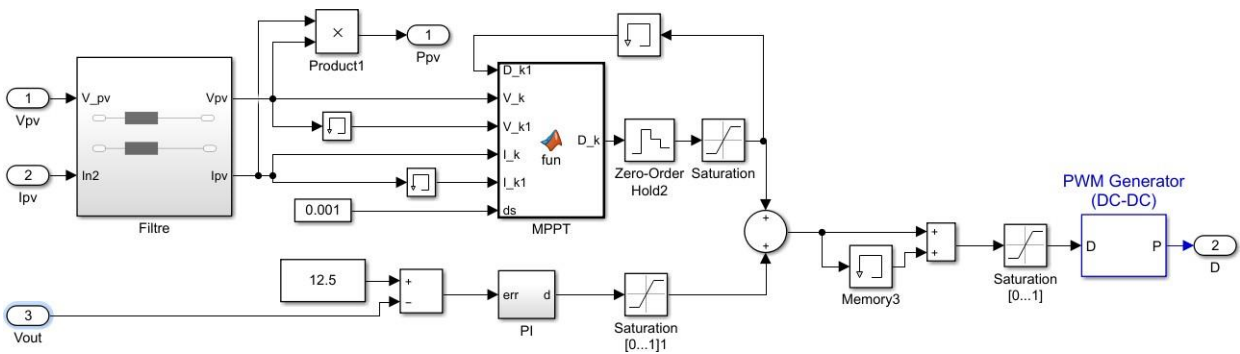 1
Vpv
2
Ipv
3
Vout
V_pv
Vpv
In2
Ipv
Filtre
×
Product1
1
Ppv
0.001
D_k1
V_k
V_k1
I_k
I_k1
ds
fun
D_k
MPPT
Zero-Order
Hold2
Saturation
12.5
+
−
err
d
PI
Saturation
[0...1]1
+
+
Memory3
+
+
Saturation
[0...1]
PWM Generator
(DC-DC)
D
P
2
D